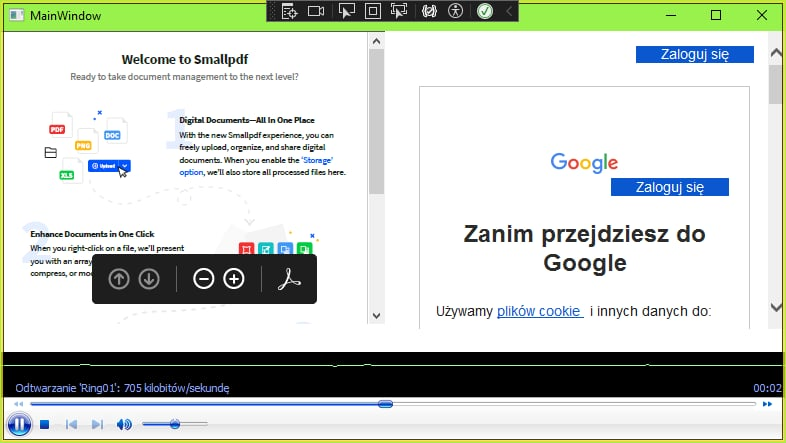 MainWindow
Welcome to Smallpdf
Ready to take document management to the next level?
PDF
DOC
PNG
XLS
Upload
1
Digital Documents—All In One Place
With the new Smallpdf experience, you can
freely upload, organize, and share digital
documents. When you enable the 'Storage'
option, we'll also store all processed files here.
2
Enhance Documents in One Click
When you right-click on a file, we'll present
you with an array
compress, or mo
Zaloguj się
Google
Zaloguj się
Zanim przejdziesz do
Google
Używamy plików cookie i innych danych do:
Odtwarzanie 'Ring01': 705 kilobitów/sekundę
00:02